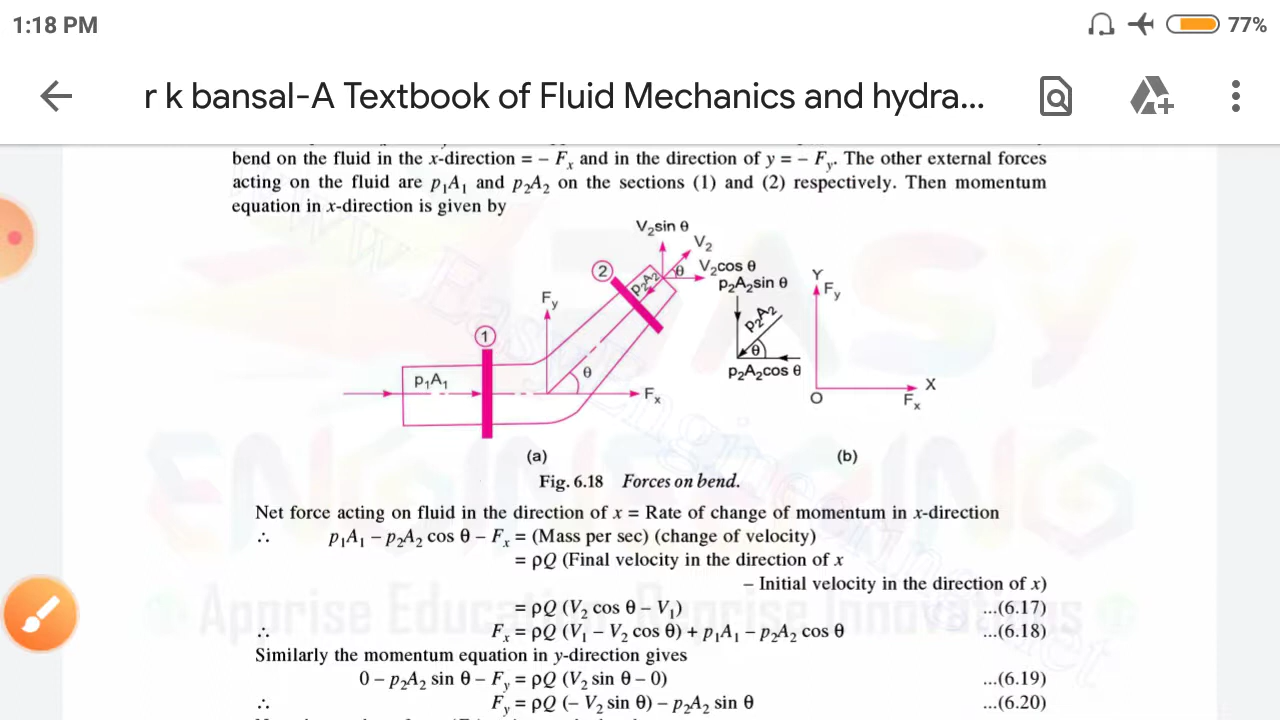 1:18 PM
77%
r k bansal-A Textbook of Fluid Mechanics and hydra...
bend on the fluid in the x-direction = – Fx and in the direction of y = – Fy. The other external forces
acting on the fluid are p₁A₁ and p₂A₂ on the sections (1) and (2) respectively. Then momentum
equation in x-direction is given by
V₂sin θ
V₂
② p₂A₂ θ V₂cos θ
p₂A₂sin θ
Y
Fy Fy
p₂A₂
① θ
p₂A₂cos θ
p₁A₁ θ
Fx
O Fx X
(a) (b)
Fig. 6.18 Forces on bend.
Net force acting on fluid in the direction of x = Rate of change of momentum in x-direction
∴ p₁A₁ – p₂A₂ cos θ – Fx = (Mass per sec) (change of velocity)
= ρQ (Final velocity in the direction of x
– Initial velocity in the direction of x)
= ρQ (V₂ cos θ – V₁) ...(6.17)
∴ Fx = ρQ (V₁ – V₂ cos θ) + p₁A₁ – p₂A₂ cos θ ...(6.18)
Similarly the momentum equation in y-direction gives
0 – p₂A₂ sin θ – Fy = ρQ (V₂ sin θ – 0) ...(6.19)
∴ Fy = ρQ (– V₂ sin θ) – p₂A₂ sin θ ...(6.20)